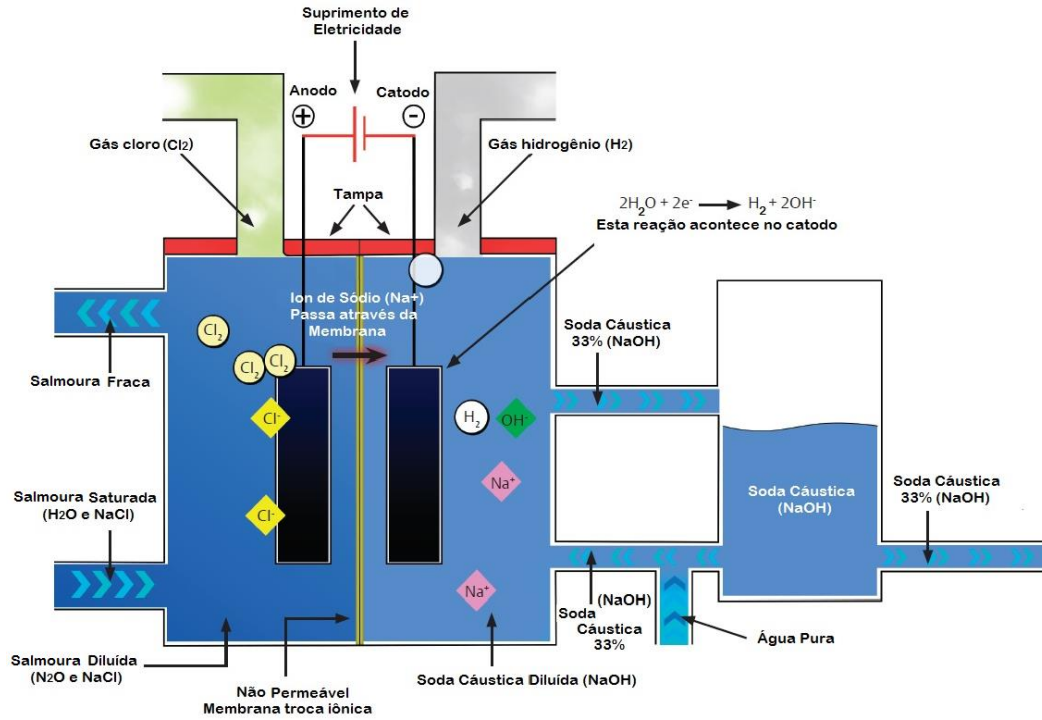 Suprimento de
Eletricidade
Anodo
Catodo
+
-
Gás cloro (Cl2)
Gás hidrogênio (H2)
Tampa
2H2O + 2e- → H2 + 2OH-
Esta reação acontece no catodo
Ion de Sódio (Na+)
Passa através da
Membrana
Cl2
Cl2
Cl2
Salmoura Fraca
Soda Cáustica
33% (NaOH)
Cl-
H2
OH-
Na+
Salmoura Saturada
(H2O e NaCl)
Cl-
Soda Cáustica
(NaOH)
Soda Cáustica
33% (NaOH)
Na+
(NaOH)
Soda
Cáustica
33%
Água Pura
Salmoura Diluída
(N2O e NaCl)
Não Permeável
Membrana troca iônica
Soda Cáustica Diluída (NaOH)